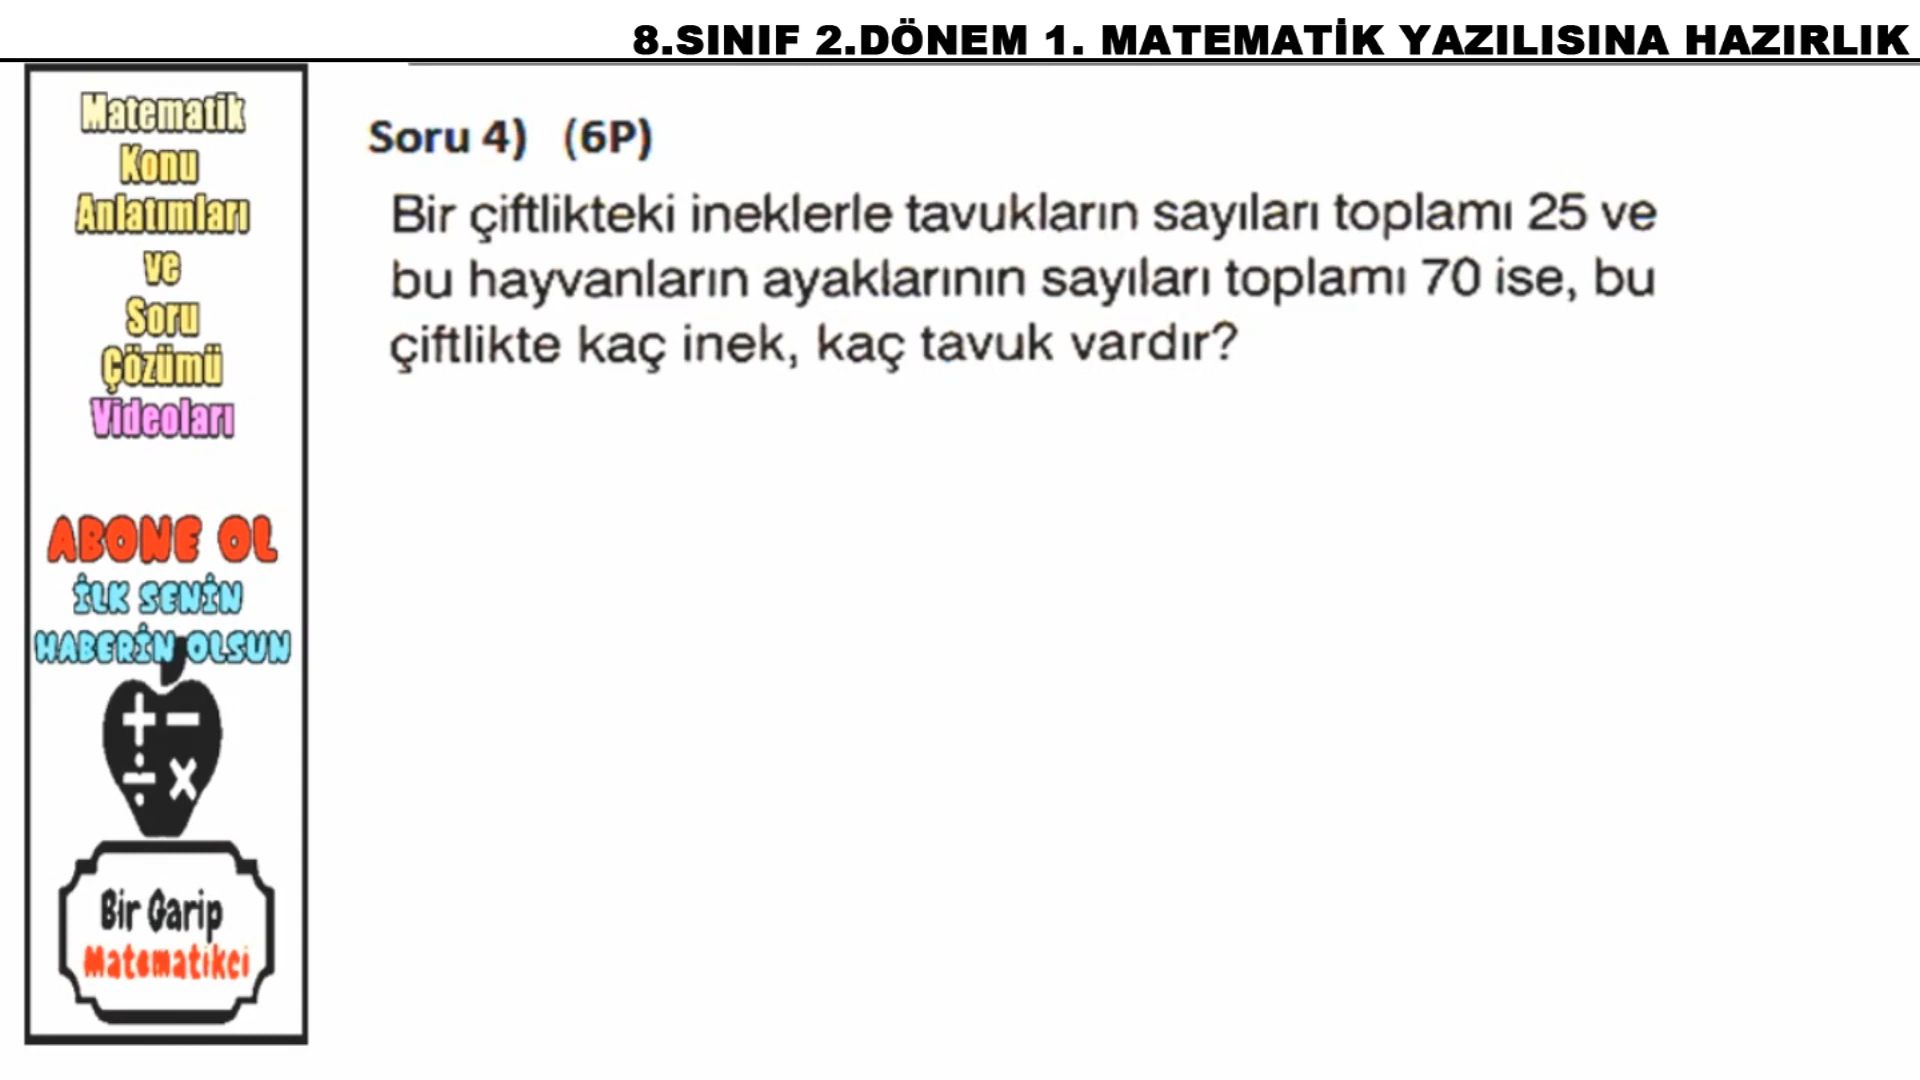 8.SINIF 2.DÖNEM 1. MATEMATİK YAZILISINA HAZIRLIK
Matematik
Konu
Anlatımları
ve
Soru
Çözümü
Videoları
ABONE OL
İLK SENİN
HABERİN OLSUN
+ −
÷ x
Bir Garip
Matematikci
Soru 4) (6P)
Bir çiftlikteki ineklerle tavukların sayıları toplamı 25 ve
bu hayvanların ayaklarının sayıları toplamı 70 ise, bu
çiftlikte kaç inek, kaç tavuk vardır?